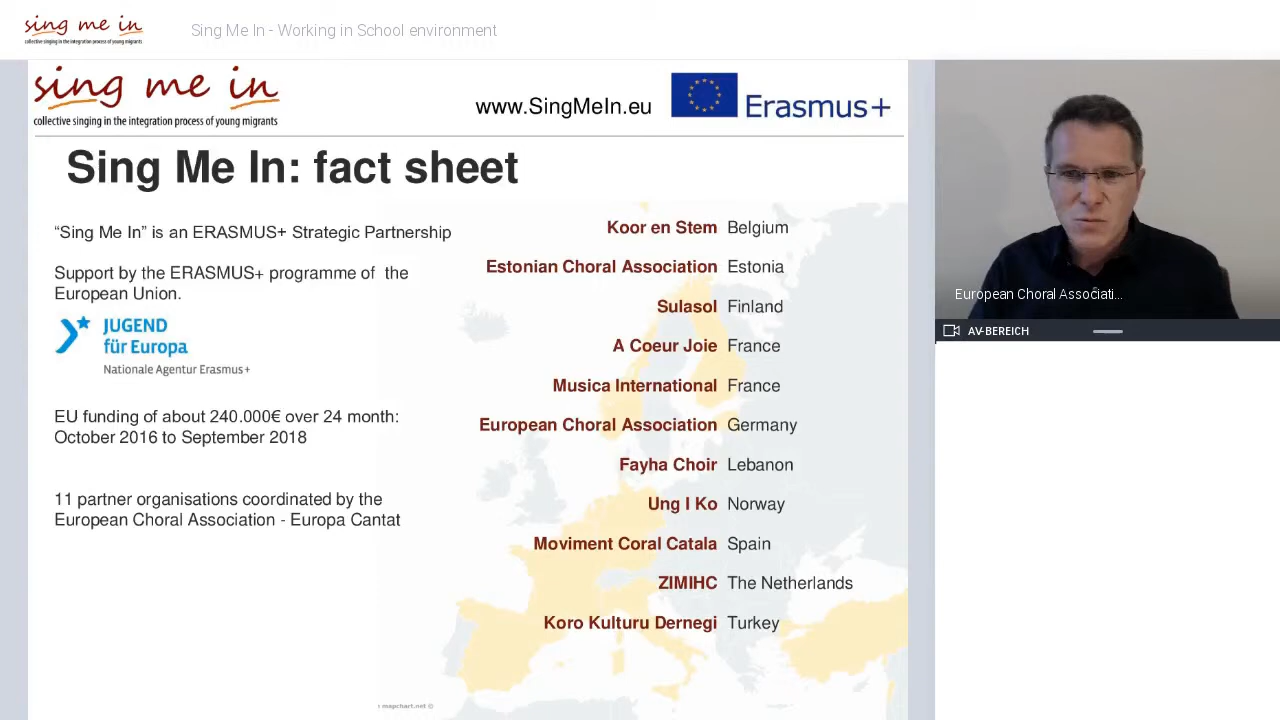 sing me in
collective singing in the integration process of young migrants
Sing Me In - Working in School environment
sing me in
collective singing in the integration process of young migrants
www.SingMeIn.eu
Erasmus+
Sing Me In: fact sheet
“Sing Me In” is an ERASMUS+ Strategic Partnership
Support by the ERASMUS+ programme of the
European Union.
JUGEND
für Europa
Nationale Agentur Erasmus+
EU funding of about 240.000€ over 24 month:
October 2016 to September 2018
11 partner organisations coordinated by the
European Choral Association - Europa Cantat
Koor en Stem Belgium
Estonian Choral Association Estonia
Sulasol Finland
A Coeur Joie France
Musica International France
European Choral Association Germany
Fayha Choir Lebanon
Ung I Ko Norway
Moviment Coral Catala Spain
ZIMIHC The Netherlands
Koro Kulturu Dernegi Turkey
mapchart.net ©
European Choral Associati...
AV-BEREICH